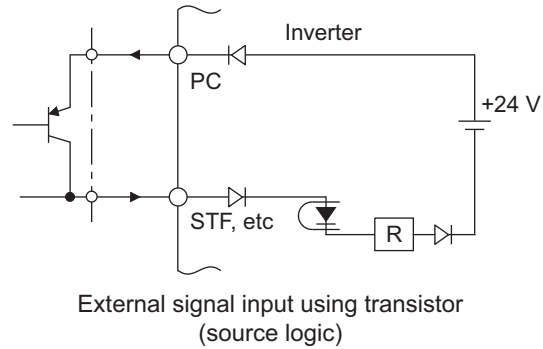 Inverter
PC
+24 V
STF, etc
R
External signal input using transistor
(source logic)